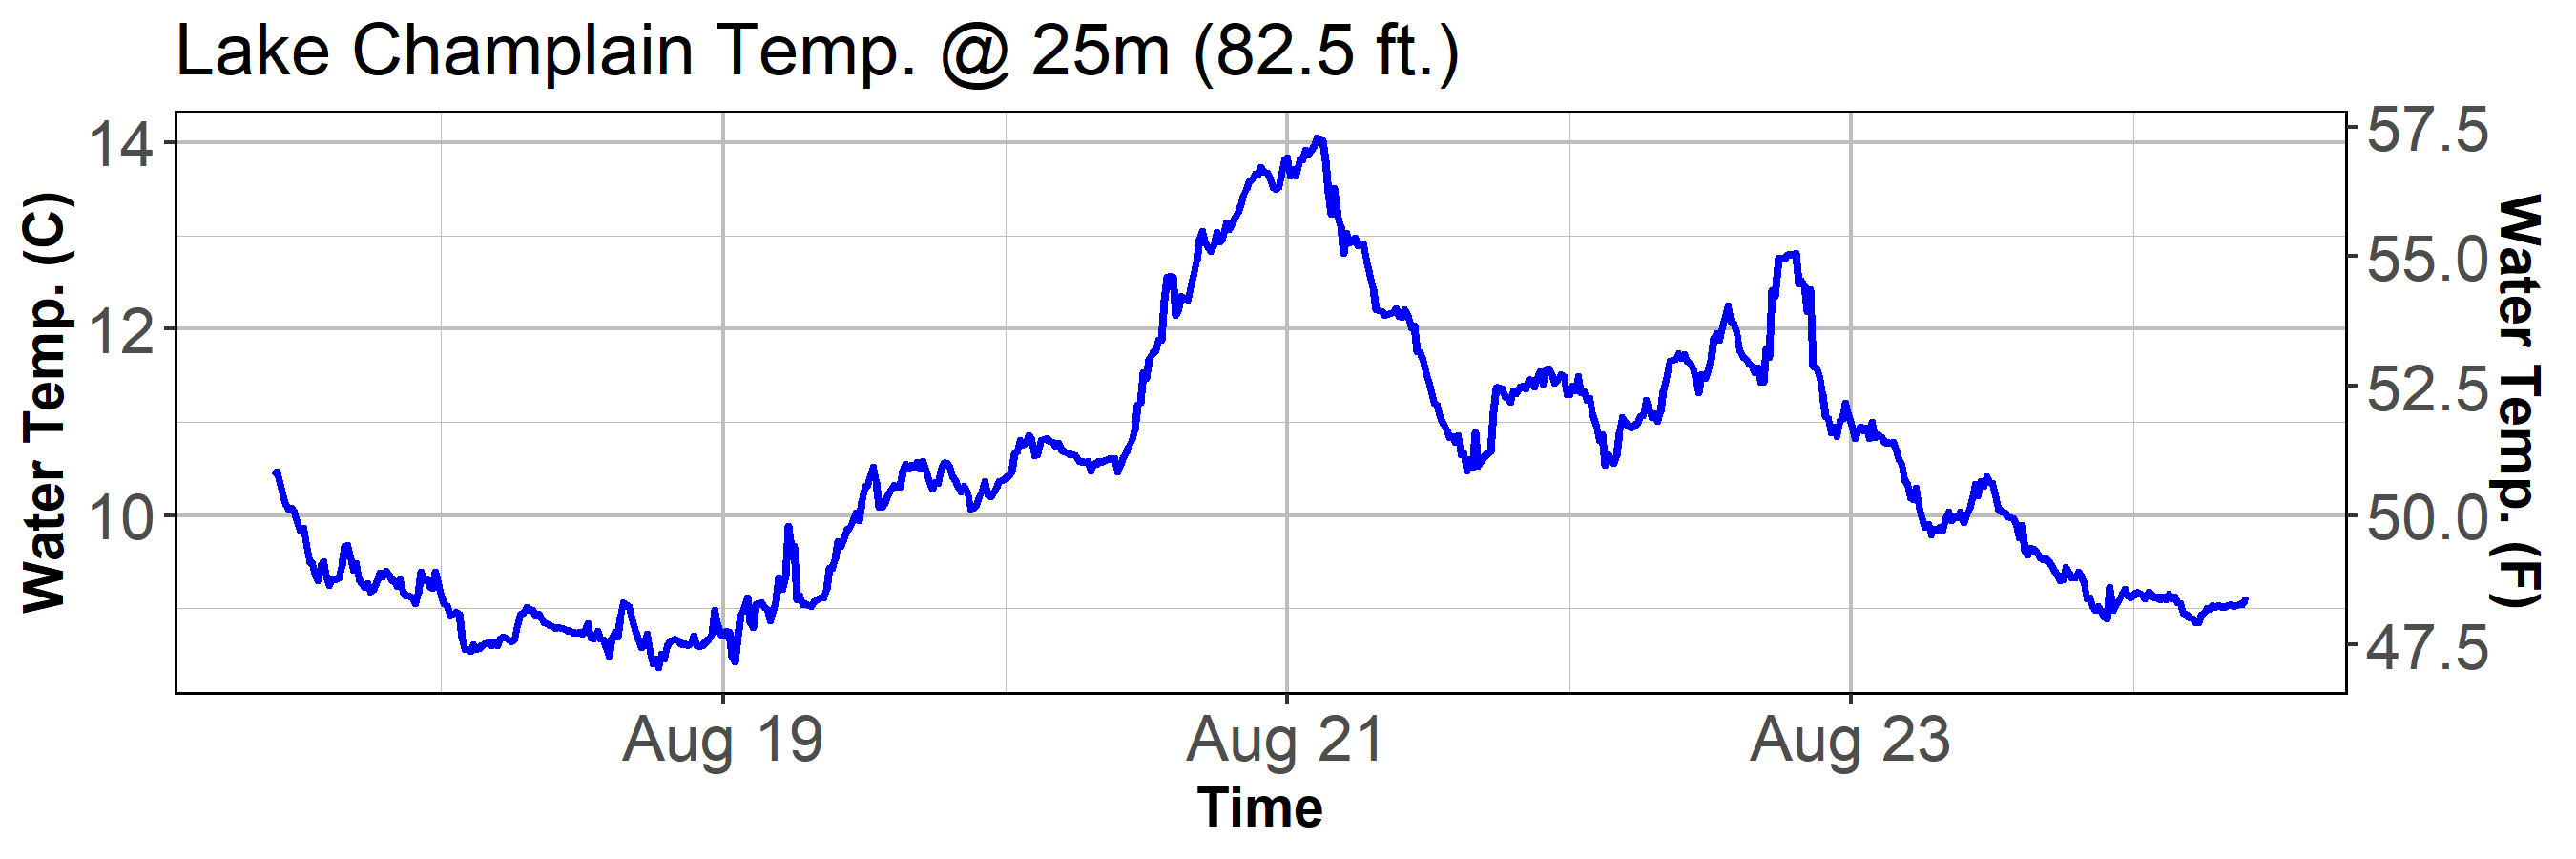 Lake Champlain Temp. @ 25m (82.5 ft.)
Water Temp. (C)
14
12
10
57.5
55.0
52.5
50.0
47.5
Water Temp. (F)
Aug 19
Aug 21
Aug 23
Time